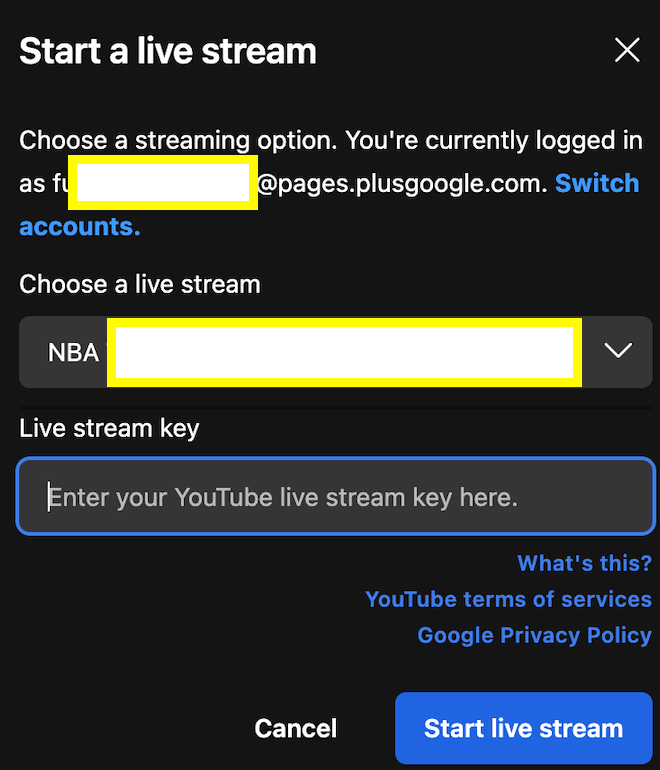 Start a live stream
Choose a streaming option. You're currently logged in
as fu @pages.plusgoogle.com. Switch
accounts.
Choose a live stream
NBA
Live stream key
Enter your YouTube live stream key here.
What's this?
YouTube terms of services
Google Privacy Policy
Cancel
Start live stream